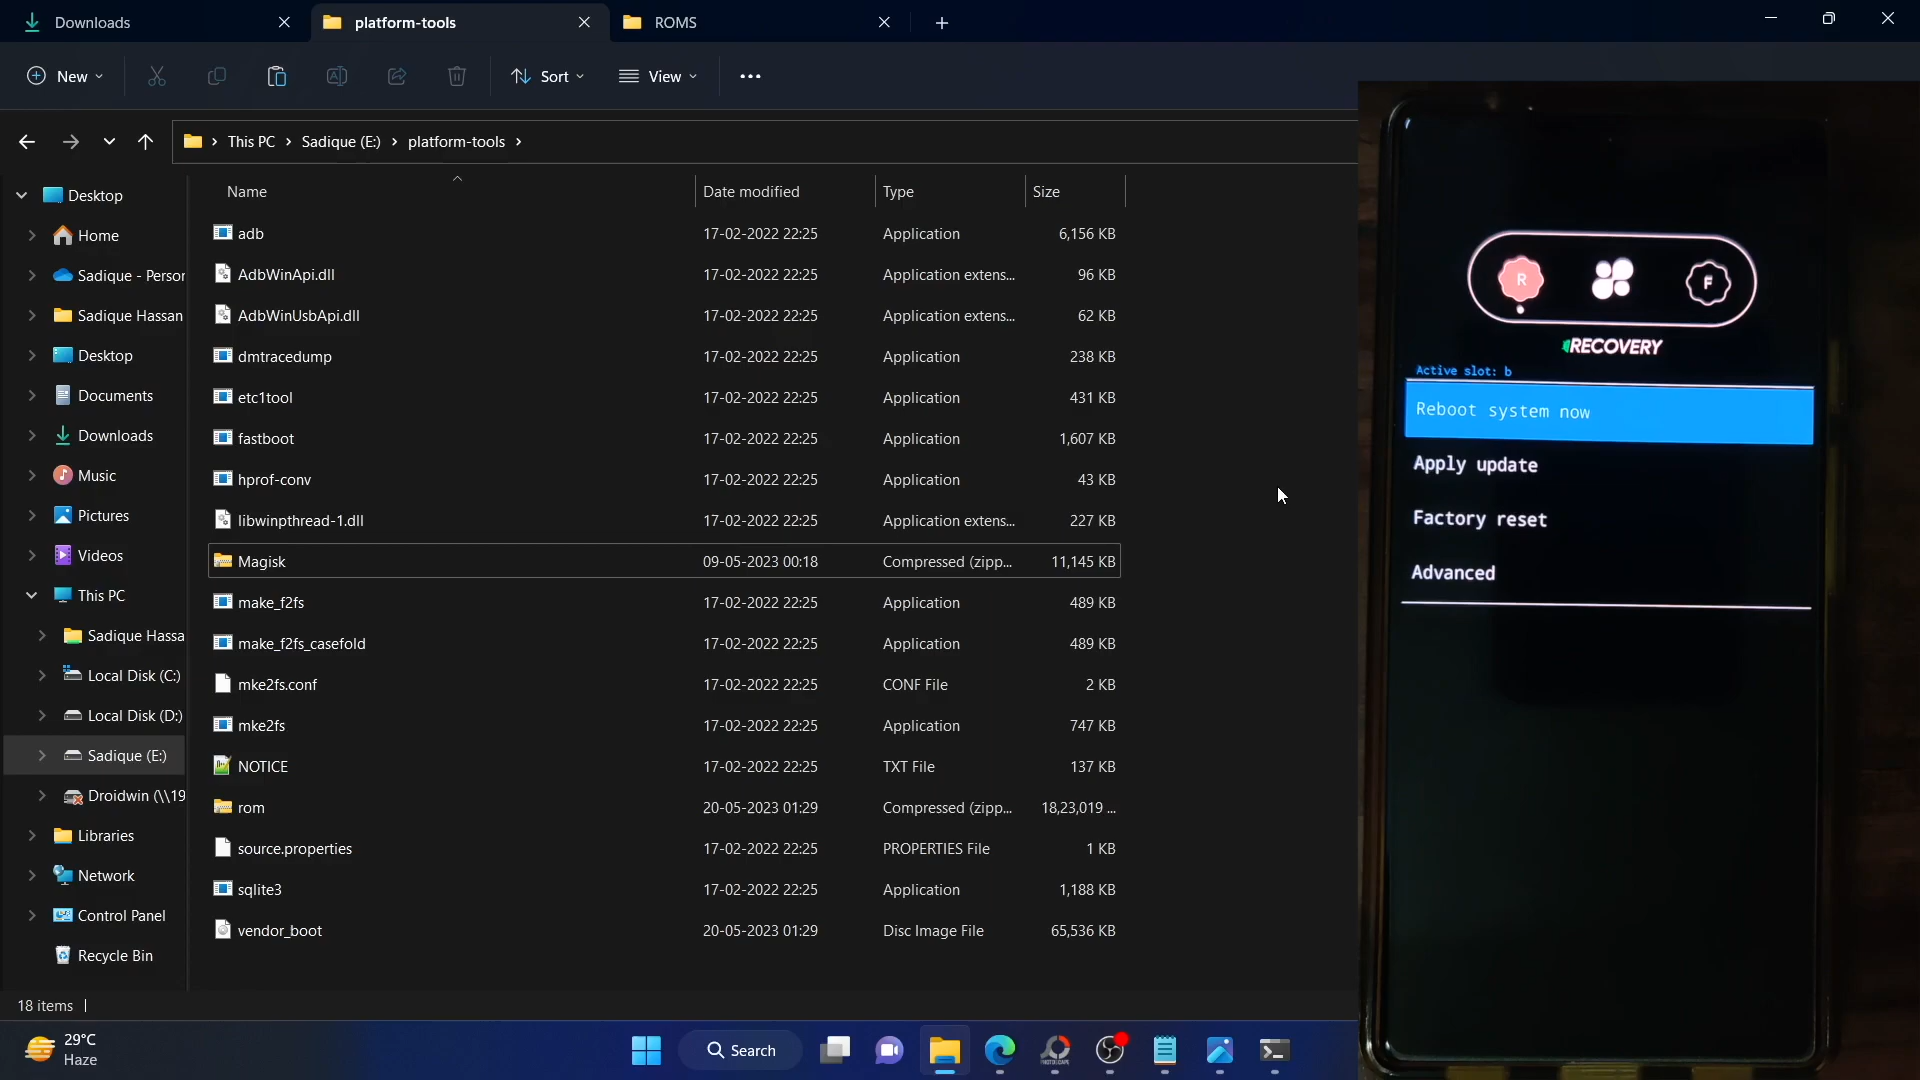 Downloads
platform-tools
ROMS
New
Sort
View
This PC
Sadique (E:)
platform-tools
Name
Date modified
Type
Size
Desktop
Home
Sadique - Person
Sadique Hassan
Desktop
Documents
Downloads
Music
Pictures
Videos
This PC
Sadique Hassa
Local Disk (C:)
Local Disk (D:)
Sadique (E:)
Droidwin (\\19
Libraries
Network
Control Panel
Recycle Bin
adb 17-02-2022 22:25 Application 6,156 KB
AdbWinApi.dll 17-02-2022 22:25 Application extens... 96 KB
AdbWinUsbApi.dll 17-02-2022 22:25 Application extens... 62 KB
dmtracedump 17-02-2022 22:25 Application 238 KB
etc1tool 17-02-2022 22:25 Application 431 KB
fastboot 17-02-2022 22:25 Application 1,607 KB
hprof-conv 17-02-2022 22:25 Application 43 KB
libwinpthread-1.dll 17-02-2022 22:25 Application extens... 227 KB
Magisk 09-05-2023 00:18 Compressed (zipp... 11,145 KB
make_f2fs 17-02-2022 22:25 Application 489 KB
make_f2fs_casefold 17-02-2022 22:25 Application 489 KB
mke2fs.conf 17-02-2022 22:25 CONF File 2 KB
mke2fs 17-02-2022 22:25 Application 747 KB
NOTICE 17-02-2022 22:25 TXT File 137 KB
rom 20-05-2023 01:29 Compressed (zipp... 18,23,019 ...
source.properties 17-02-2022 22:25 PROPERTIES File 1 KB
sqlite3 17-02-2022 22:25 Application 1,188 KB
vendor_boot 20-05-2023 01:29 Disc Image File 65,536 KB
18 items
R
F
RECOVERY
Active slot: b
Reboot system now
Apply update
Factory reset
Advanced
29°C
Haze
Search